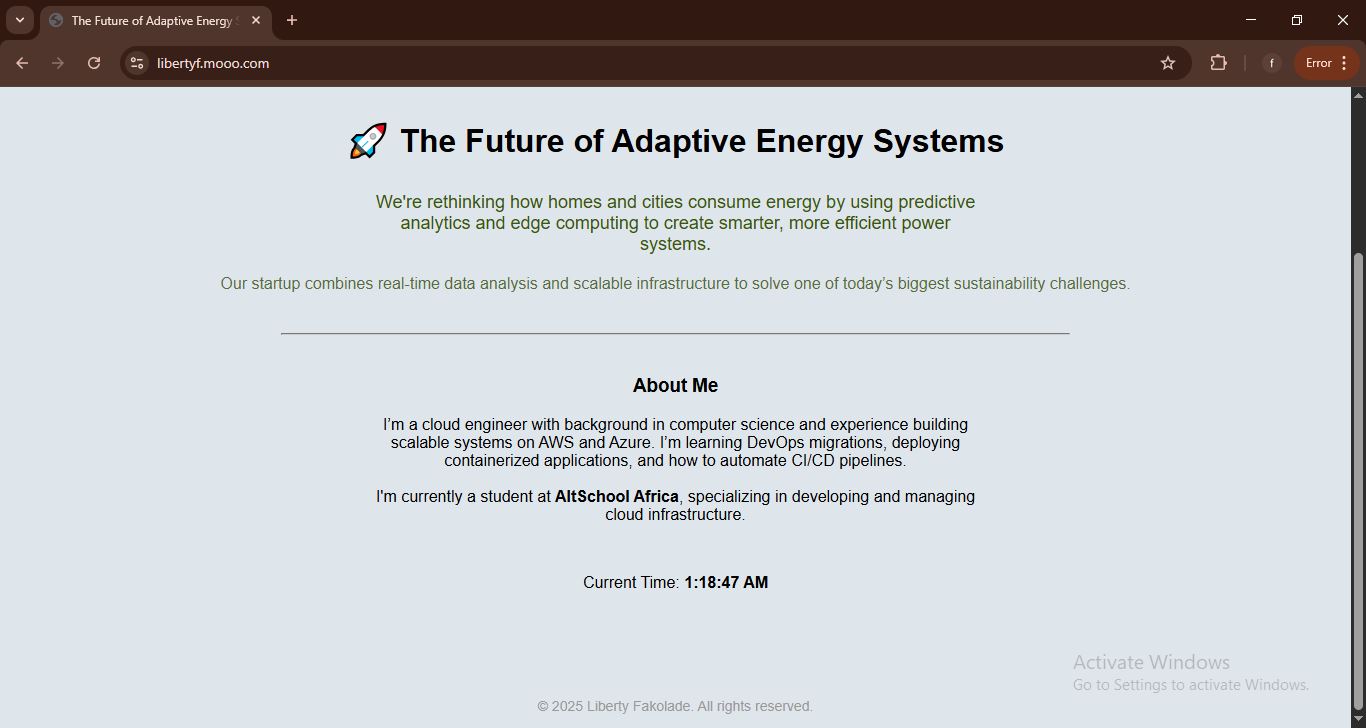 The Future of Adaptive Energy S
libertyf.mooo.com
f
Error
🚀 The Future of Adaptive Energy Systems
We're rethinking how homes and cities consume energy by using predictive
analytics and edge computing to create smarter, more efficient power
systems.
Our startup combines real-time data analysis and scalable infrastructure to solve one of today’s biggest sustainability challenges.
About Me
I’m a cloud engineer with background in computer science and experience building
scalable systems on AWS and Azure. I’m learning DevOps migrations, deploying
containerized applications, and how to automate CI/CD pipelines.
I'm currently a student at AltSchool Africa, specializing in developing and managing
cloud infrastructure.
Current Time: 1:18:47 AM
Activate Windows
Go to Settings to activate Windows.
© 2025 Liberty Fakolade. All rights reserved.